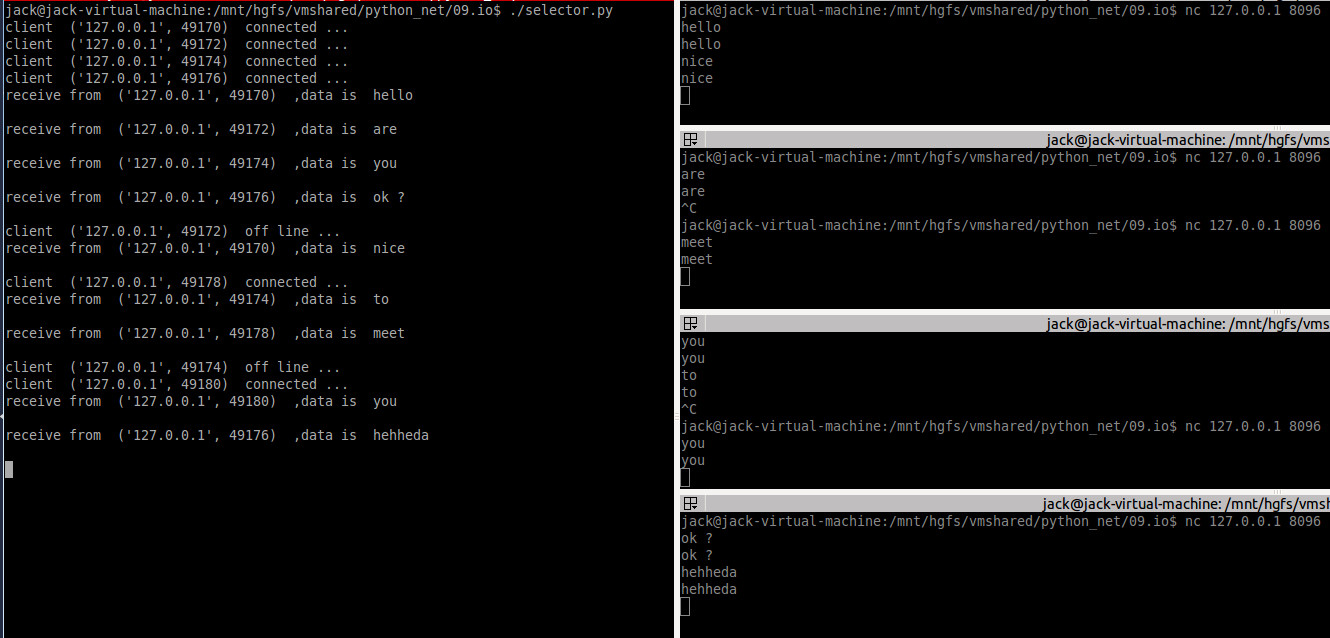 jack@jack-virtual-machine:/mnt/hgfs/vmshared/python_net/09.io$ ./selector.py
client  ('127.0.0.1', 49170)  connected ...
client  ('127.0.0.1', 49172)  connected ...
client  ('127.0.0.1', 49174)  connected ...
client  ('127.0.0.1', 49176)  connected ...
receive from  ('127.0.0.1', 49170)  ,data is  hello
receive from  ('127.0.0.1', 49172)  ,data is  are
receive from  ('127.0.0.1', 49174)  ,data is  you
receive from  ('127.0.0.1', 49176)  ,data is  ok ?
client  ('127.0.0.1', 49172)  off line ...
receive from  ('127.0.0.1', 49170)  ,data is  nice
client  ('127.0.0.1', 49178)  connected ...
receive from  ('127.0.0.1', 49174)  ,data is  to
receive from  ('127.0.0.1', 49178)  ,data is  meet
client  ('127.0.0.1', 49174)  off line ...
client  ('127.0.0.1', 49180)  connected ...
receive from  ('127.0.0.1', 49180)  ,data is  you
receive from  ('127.0.0.1', 49176)  ,data is  hehheda
jack@jack-virtual-machine:/mnt/hgfs/vmshared/python_net/09.io$ nc 127.0.0.1 8096
hello
hello
nice
nice
jack@jack-virtual-machine: /mnt/hgfs/vms
jack@jack-virtual-machine:/mnt/hgfs/vmshared/python_net/09.io$ nc 127.0.0.1 8096
are
are
^C
jack@jack-virtual-machine:/mnt/hgfs/vmshared/python_net/09.io$ nc 127.0.0.1 8096
meet
meet
jack@jack-virtual-machine: /mnt/hgfs/vms
you
you
to
to
^C
jack@jack-virtual-machine:/mnt/hgfs/vmshared/python_net/09.io$ nc 127.0.0.1 8096
you
you
jack@jack-virtual-machine: /mnt/hgfs/vmsh
jack@jack-virtual-machine:/mnt/hgfs/vmshared/python_net/09.io$ nc 127.0.0.1 8096
ok ?
ok ?
hehheda
hehheda